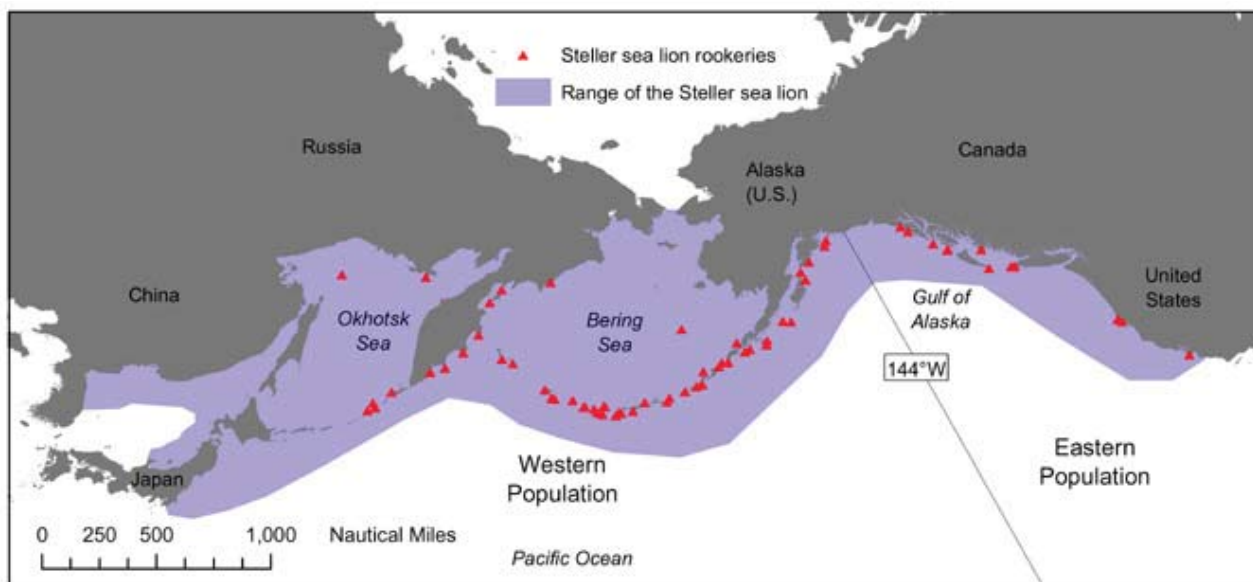 Steller sea lion rookeries
Range of the Steller sea lion
Russia
Canada
Alaska
(U.S.)
China
United
States
Okhotsk
Sea
Bering
Sea
Gulf of
Alaska
144°W
Western
Population
Eastern
Population
Japan
0 250 500 1,000 Nautical Miles
Pacific Ocean